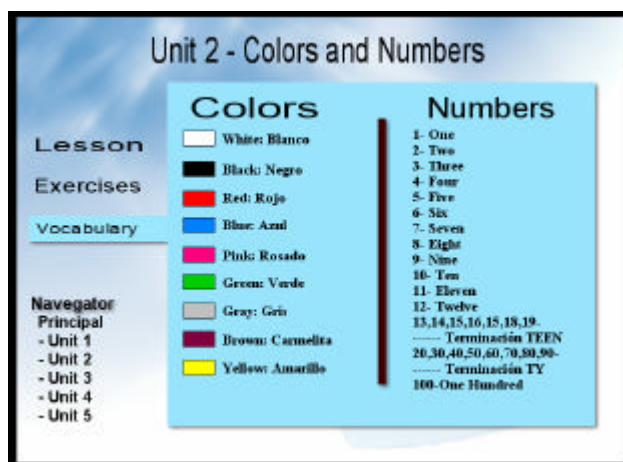 Unit 2 - Colors and Numbers
Lesson
Exercises
Vocabulary
Navegator
Principal
- Unit 1
- Unit 2
- Unit 3
- Unit 4
- Unit 5
Colors
White: Blanco
Black: Negro
Red: Rojo
Blue: Azul
Pink: Rosado
Green: Verde
Gray: Gris
Brown: Carmelita
Yellow: Amarillo
Numbers
1- One
2- Two
3- Three
4- Four
5- Five
6- Six
7- Seven
8- Eight
9- Nine
10- Ten
11- Eleven
12- Twelve
13,14,15,16,15,18,19-
------ Terminación TEEN
20,30,40,50,60,70,80,90-
------ Terminación TY
100-One Hundred